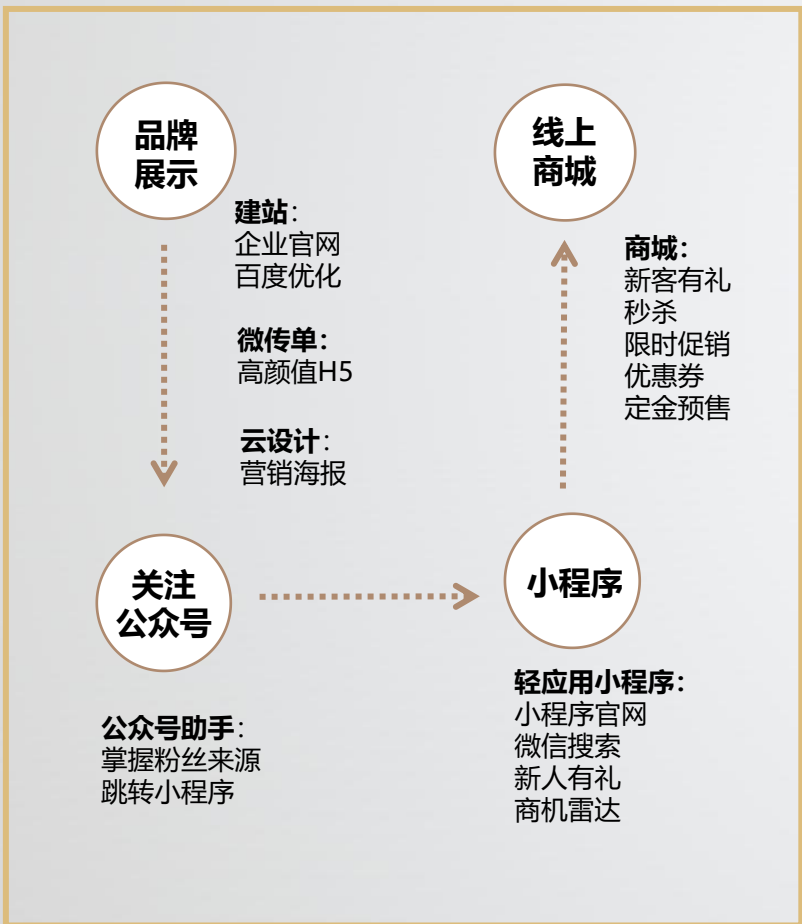 品牌
展示
建站：
企业官网
百度优化
微传单：
高颜值H5
云设计：
营销海报
关注
公众号
公众号助手：
掌握粉丝来源
跳转小程序
小程序
轻应用小程序：
小程序官网
微信搜索
新人有礼
商机雷达
线上
商城
商城：
新客有礼
秒杀
限时促销
优惠券
定金预售